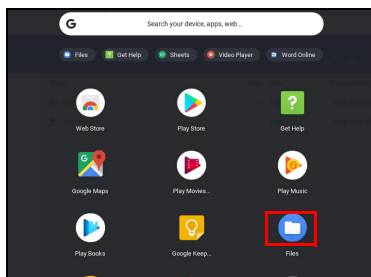 G Search your device, apps, web...
Files Get Help Sheets Video Player Word Online
Web Store Play Store Get Help
Google Maps Play Movies... Play Music
Play Books Google Keep... Files